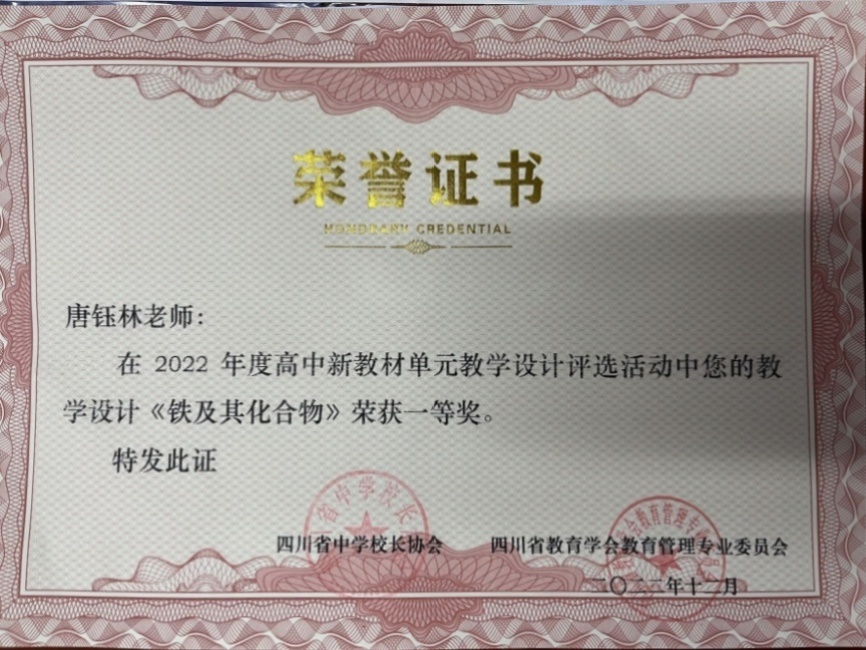 荣誉证书
HONORARY CREDENTIAL
唐钰林老师：
在 2022 年度高中新教材单元教学设计评选活动中您的教
学设计《铁及其化合物》荣获一等奖。
特发此证
四川省中学校长协会 四川省教育学会教育管理专业委员会
二〇二二年十二月